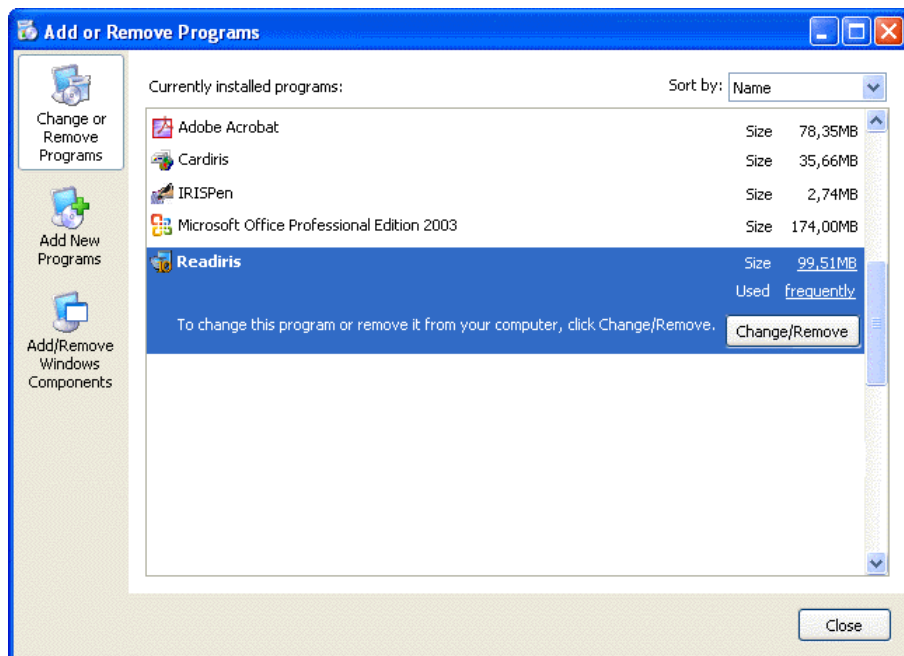 Add or Remove Programs
Change or
Remove
Programs
Add New
Programs
Add/Remove
Windows
Components
Currently installed programs:
Sort by: Name
Adobe Acrobat Size 78,35MB
Cardiris Size 35,66MB
IRISPen Size 2,74MB
Microsoft Office Professional Edition 2003 Size 174,00MB
Readiris Size 99,51MB
Used frequently
To change this program or remove it from your computer, click Change/Remove. Change/Remove
Close